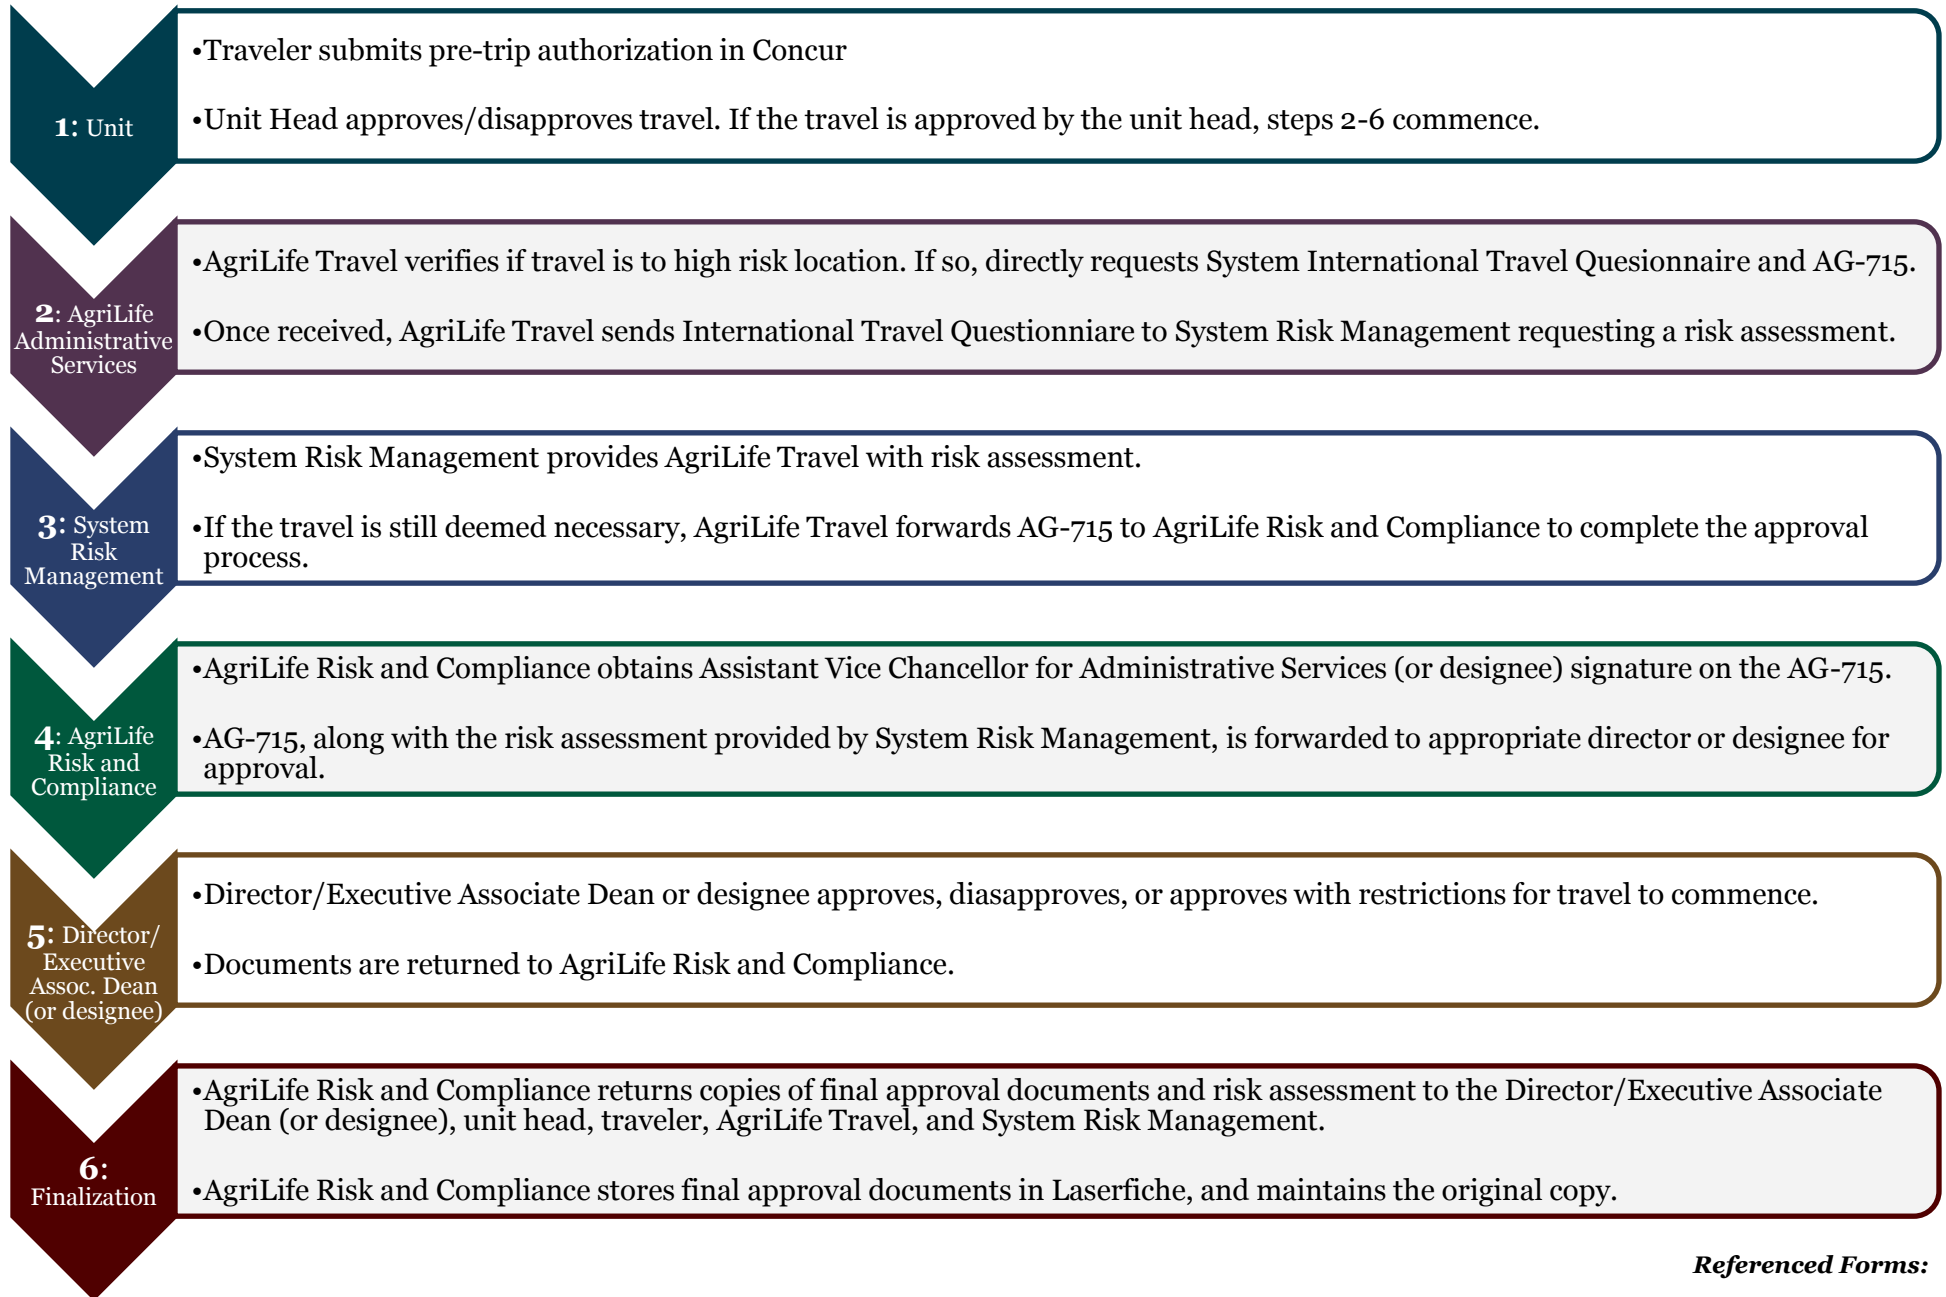 1: Unit
•Traveler submits pre-trip authorization in Concur
•Unit Head approves/disapproves travel. If the travel is approved by the unit head, steps 2-6 commence.
2: AgriLife
Administrative
Services
•AgriLife Travel verifies if travel is to high risk location. If so, directly requests System International Travel Quesionnaire and AG-715.
•Once received, AgriLife Travel sends International Travel Questionniare to System Risk Management requesting a risk assessment.
3: System
Risk
Management
•System Risk Management provides AgriLife Travel with risk assessment.
•If the travel is still deemed necessary, AgriLife Travel forwards AG-715 to AgriLife Risk and Compliance to complete the approval
process.
4: AgriLife
Risk and
Compliance
•AgriLife Risk and Compliance obtains Assistant Vice Chancellor for Administrative Services (or designee) signature on the AG-715.
•AG-715, along with the risk assessment provided by System Risk Management, is forwarded to appropriate director or designee for
approval.
5: Director/
Executive
Assoc. Dean
(or designee)
•Director/Executive Associate Dean or designee approves, diasapproves, or approves with restrictions for travel to commence.
•Documents are returned to AgriLife Risk and Compliance.
6:
Finalization
•AgriLife Risk and Compliance returns copies of final approval documents and risk assessment to the Director/Executive Associate
Dean (or designee), unit head, traveler, AgriLife Travel, and System Risk Management.
•AgriLife Risk and Compliance stores final approval documents in Laserfiche, and maintains the original copy.
Referenced Forms: